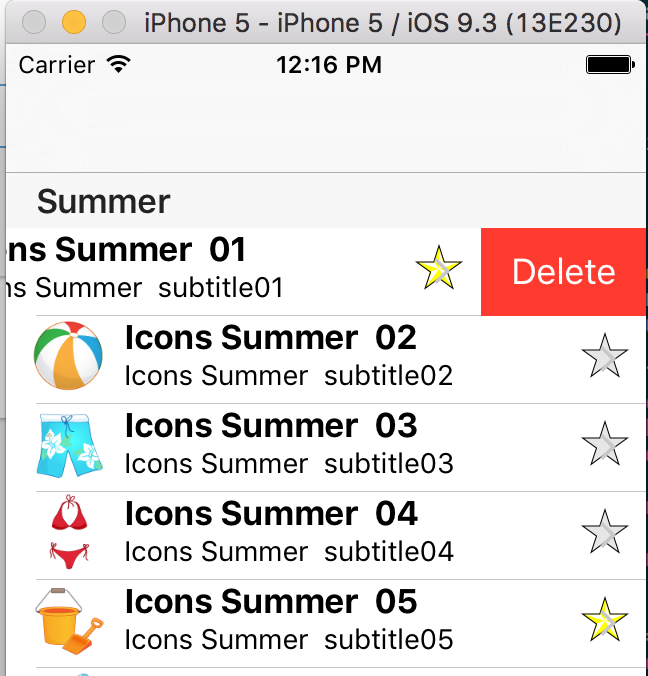 iPhone 5 - iPhone 5 / iOS 9.3 (13E230)
Carrier 12:16 PM
Summer
ns Summer 01
ns Summer subtitle01
Delete
Icons Summer 02
Icons Summer subtitle02
Icons Summer 03
Icons Summer subtitle03
Icons Summer 04
Icons Summer subtitle04
Icons Summer 05
Icons Summer subtitle05